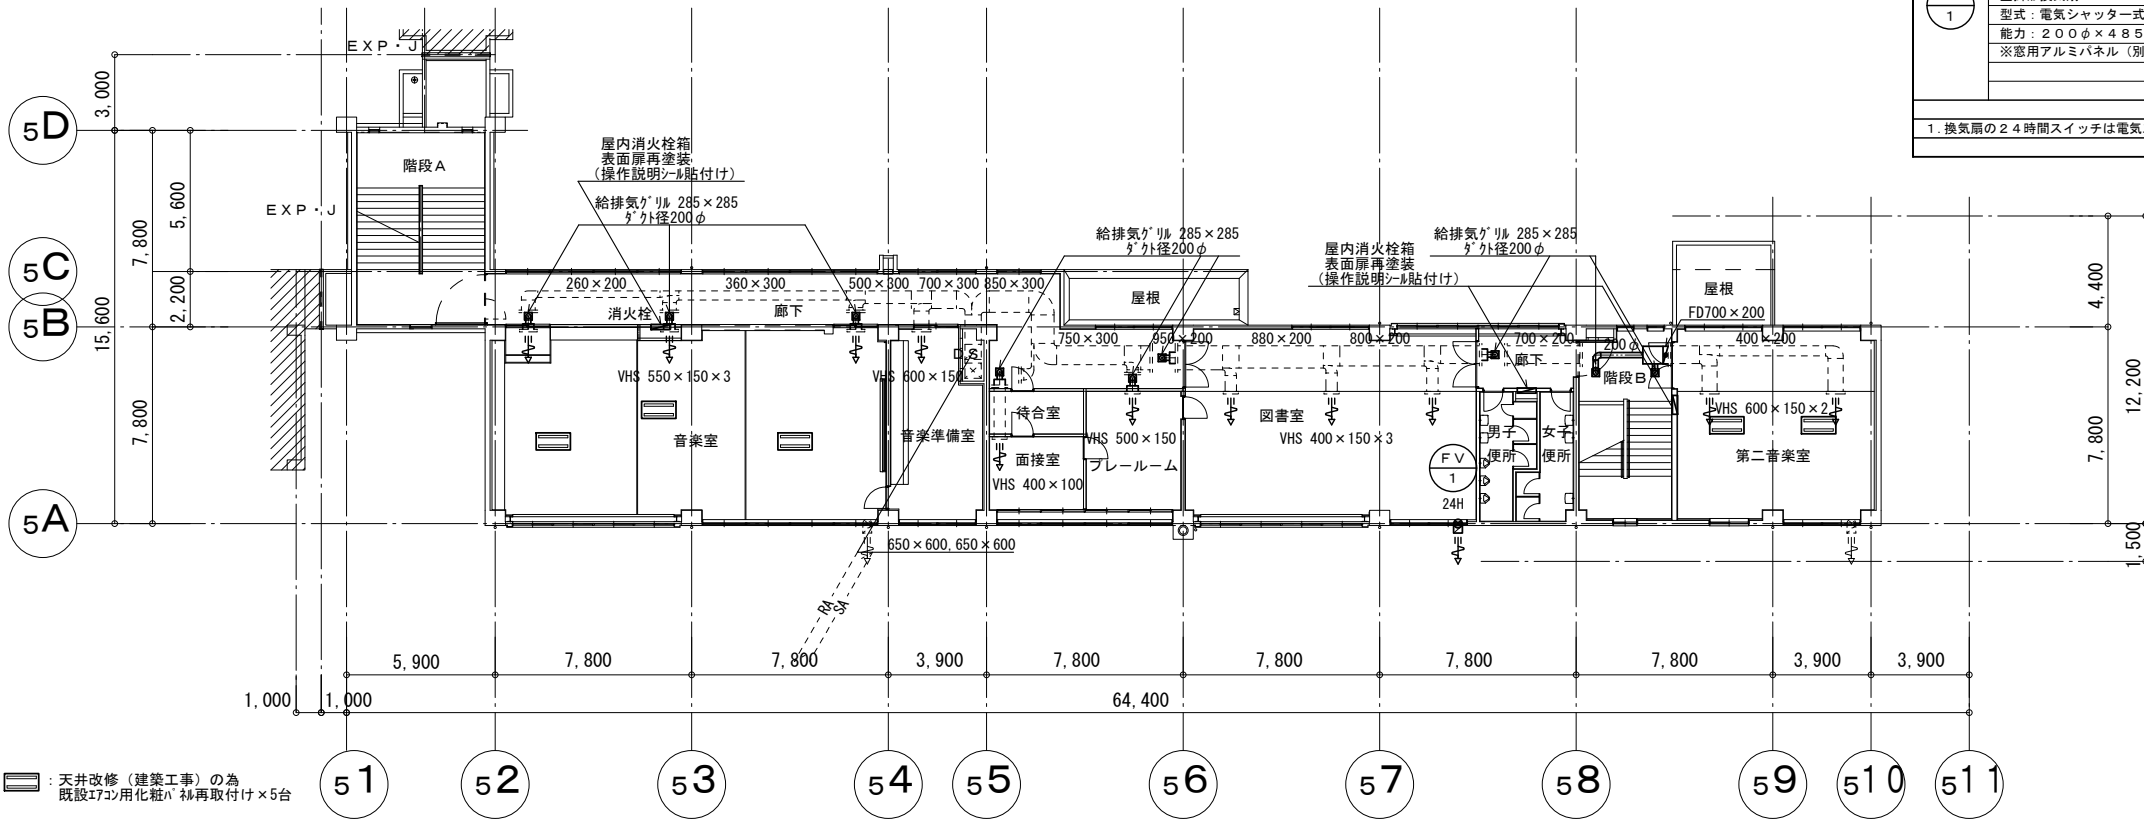 1
型式：電気シャッター式
能力：２００φ×４８５
※窓用アルミパネル（別
1.換気扇の２４時間スイッチは電気
EXP・J
3,000
5D
階段A
屋内消火栓箱
表面扉再塗装
(操作説明ｼｰﾙ貼付け)
給排気ｸﾞﾘﾙ 285×285
ﾀﾞｸﾄ径200φ
5,600
7,800
EXP・J
給排気ｸﾞﾘﾙ 285×285
ﾀﾞｸﾄ径200φ
屋内消火栓箱
表面扉再塗装
(操作説明ｼｰﾙ貼付け)
給排気ｸﾞﾘﾙ 285×285
ﾀﾞｸﾄ径200φ
5C
2,200
260×200
360×300
500×300
700×300
850×300
屋根
屋根
4,400
消火栓
廊下
FD700×200
5B
15,600
750×300
950×200
880×200
800×200
700×200
200φ
400×200
廊下
S
VHS 550×150×3
VHS 600×150
階段B
12,200
7,800
待合室
図書室
VHS 600×150×2
音楽室
音楽準備室
VHS 500×150
VHS 400×150×3
男子
便所
女子
便所
7,800
面接室
プレールーム
FV
1
第二音楽室
VHS 400×100
24H
5A
650×600,650×600
1,500
RA
SA
5,900
7,800
7,800
3,900
7,800
7,800
7,800
7,800
3,900
3,900
1,000
1,000
64,400
51
52
53
54
55
56
57
58
59
510
511
：天井改修（建築工事）の為
既設ｴｱｺﾝ用化粧ﾊﾟﾈﾙ再取付け×5台